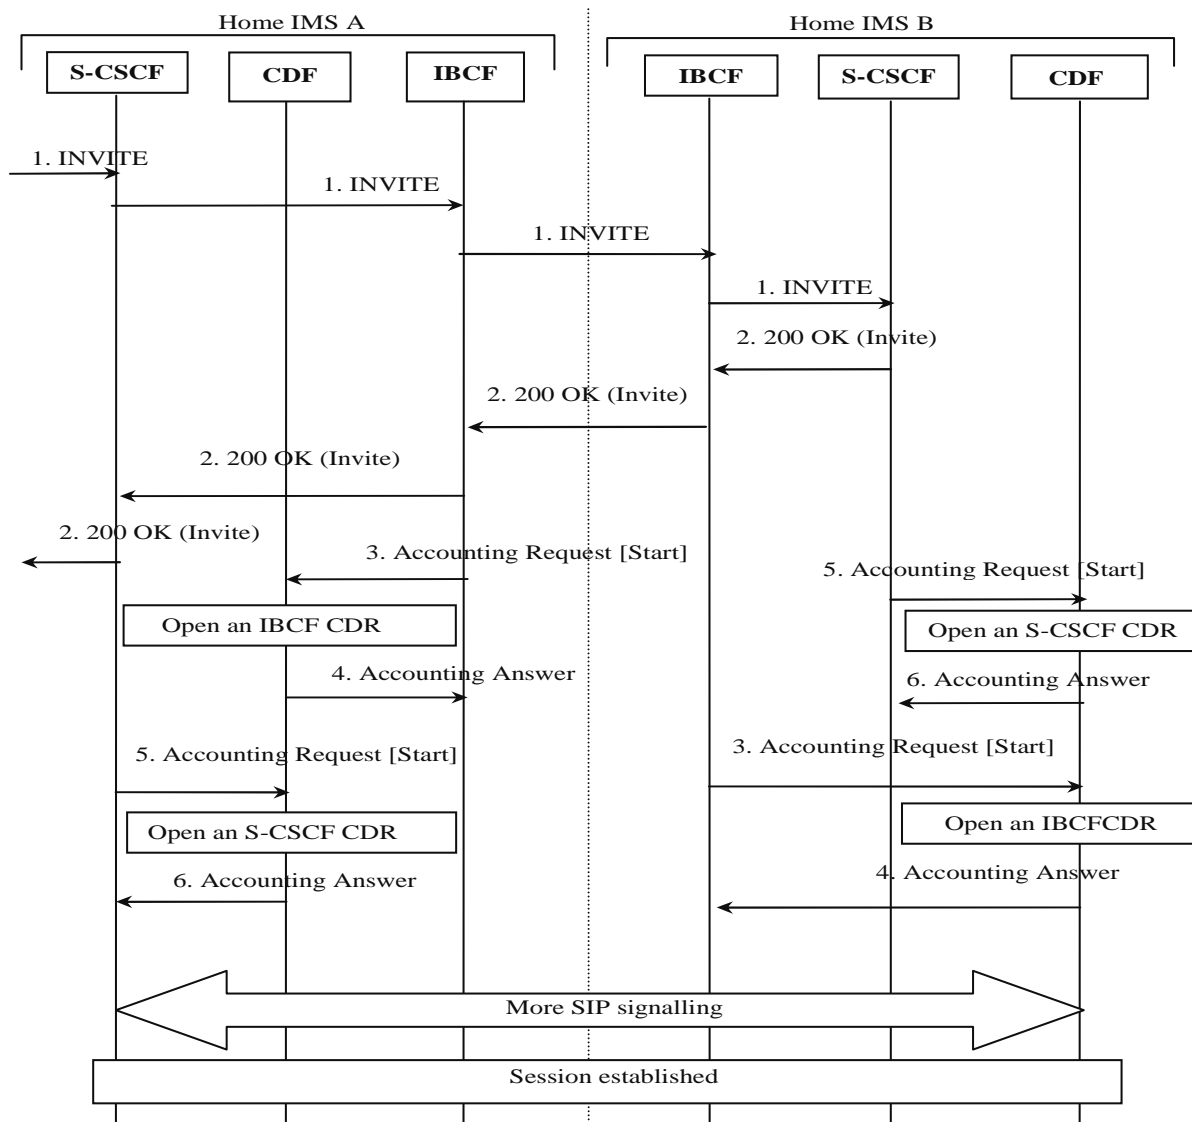 Home IMS A
Home IMS B
S-CSCF
CDF
IBCF
IBCF
S-CSCF
CDF
1. INVITE
1. INVITE
1. INVITE
1. INVITE
2. 200 OK (Invite)
2. 200 OK (Invite)
2. 200 OK (Invite)
2. 200 OK (Invite)
3. Accounting Request [Start]
5. Accounting Request [Start]
Open an IBCF CDR
Open an S-CSCF CDR
4. Accounting Answer
6. Accounting Answer
5. Accounting Request [Start]
3. Accounting Request [Start]
Open an S-CSCF CDR
Open an IBCFCDR
6. Accounting Answer
4. Accounting Answer
More SIP signalling
Session established